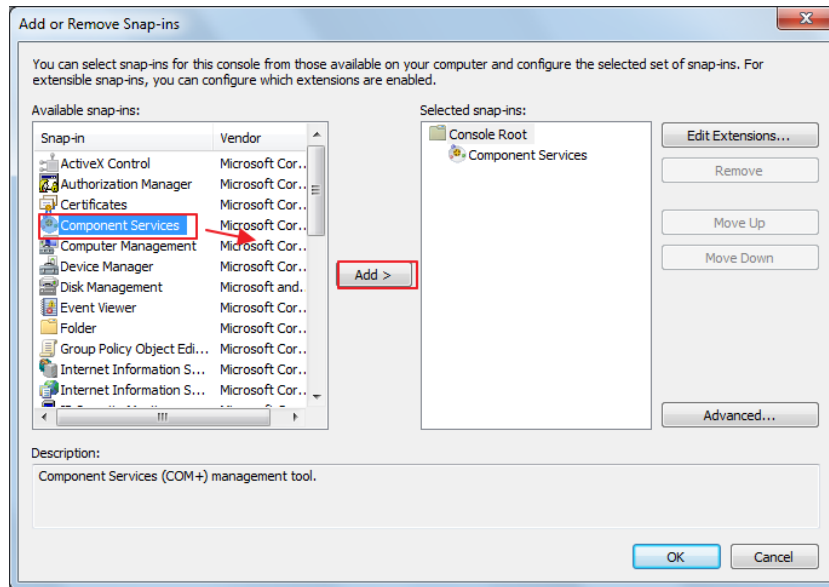 Add or Remove Snap-ins
You can select snap-ins for this console from those available on your computer and configure the selected set of snap-ins. For
extensible snap-ins, you can configure which extensions are enabled.
Available snap-ins:
Selected snap-ins:
Snap-in Vendor
ActiveX Control Microsoft Cor...
Authorization Manager Microsoft Cor...
Certificates Microsoft Cor...
Component Services Microsoft Cor...
Computer Management Microsoft Cor...
Device Manager Microsoft Cor...
Disk Management Microsoft and...
Event Viewer Microsoft Cor...
Folder Microsoft Cor...
Group Policy Object Edi... Microsoft Cor...
Internet Information S... Microsoft Cor...
Internet Information S... Microsoft Cor...
Add >
Console Root
Component Services
Edit Extensions...
Remove
Move Up
Move Down
Advanced...
Description:
Component Services (COM+) management tool.
OK
Cancel